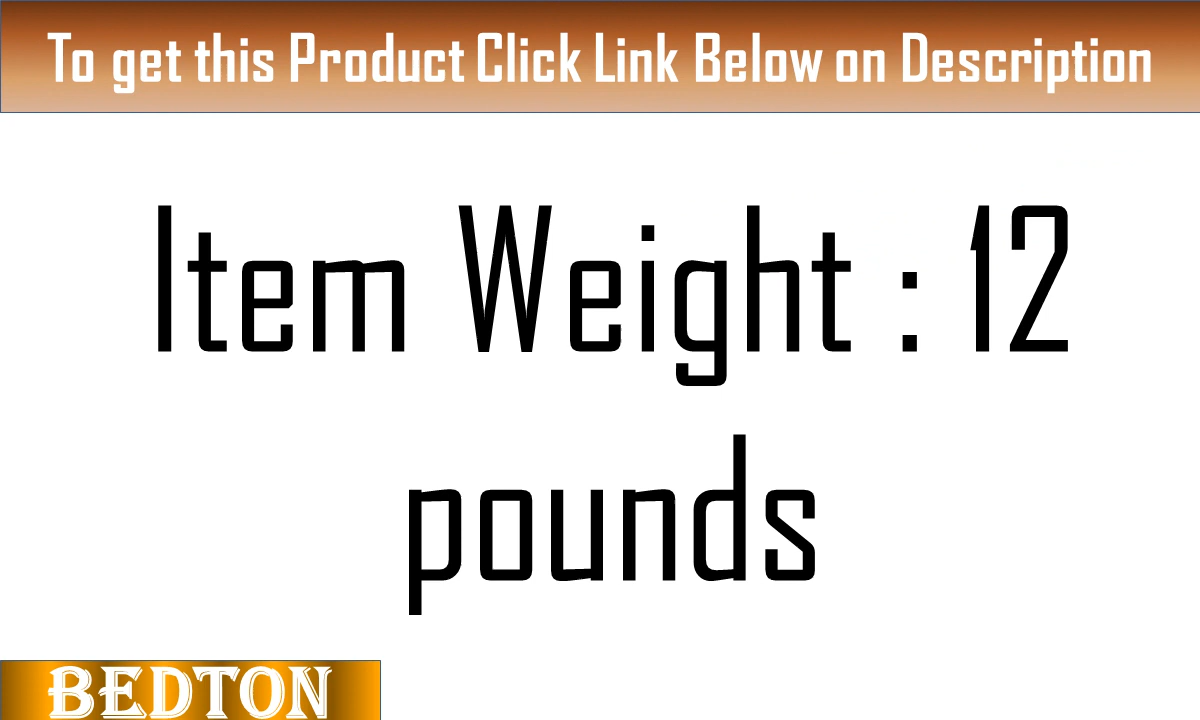 To get this Product Click Link Below on Description
Item Weight : 12
pounds
BEDTON